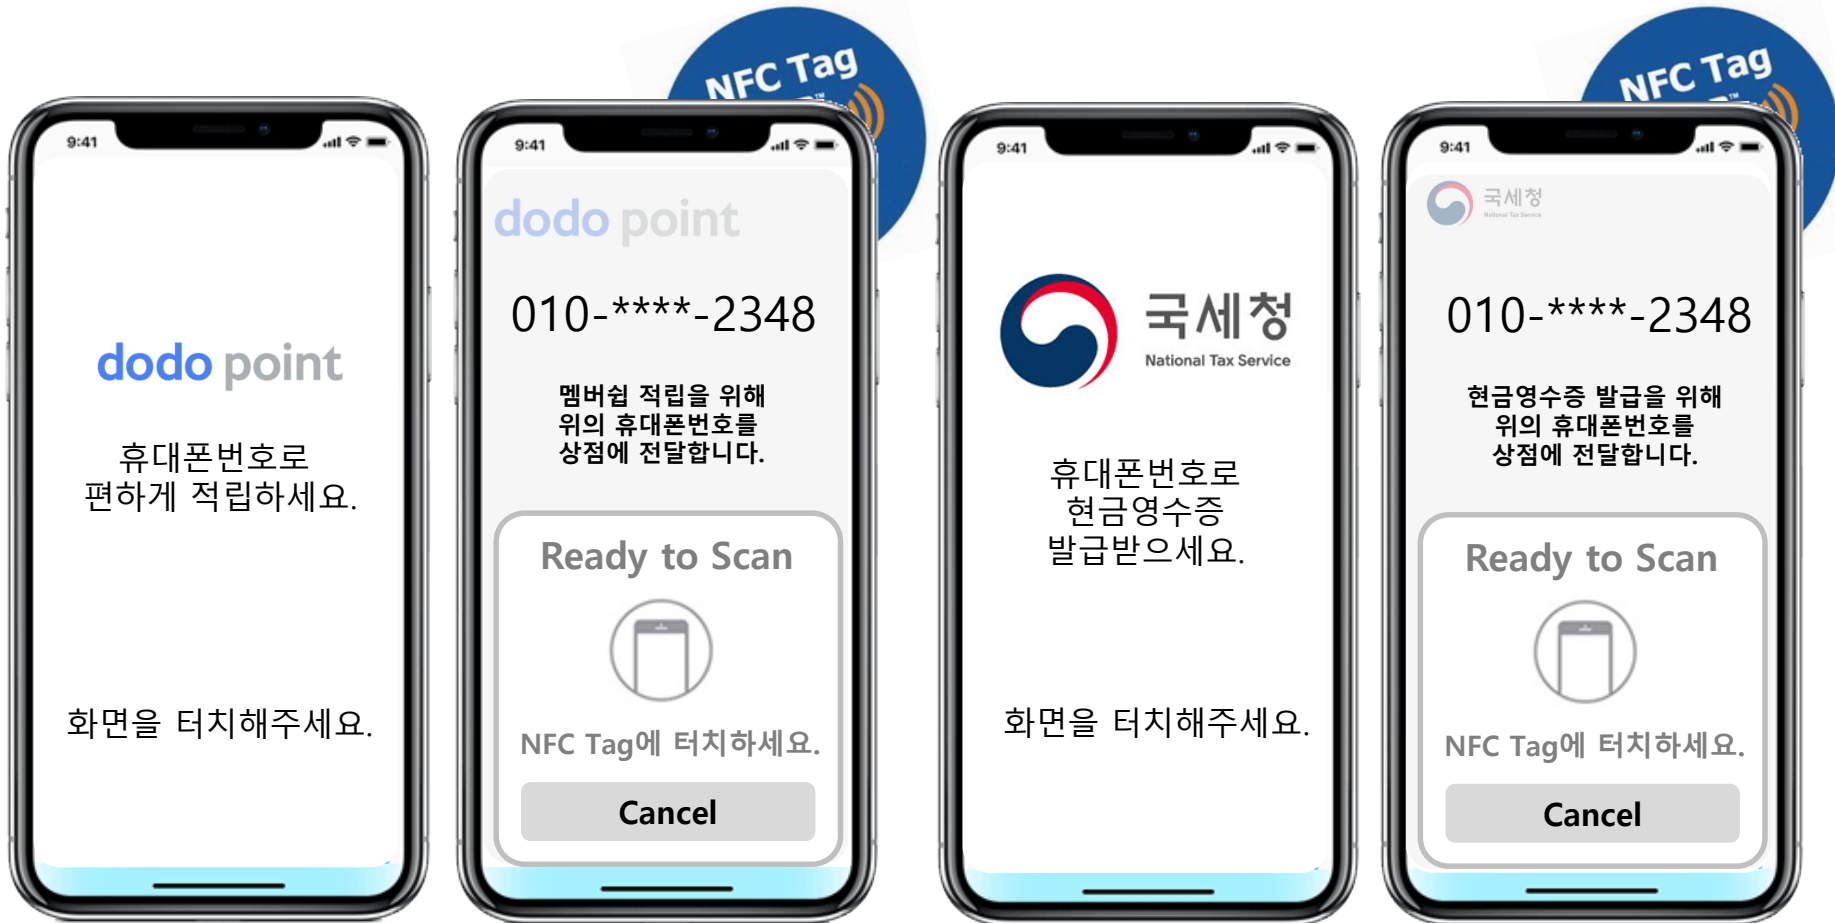 9:41
dodo point
휴대폰번호로
편하게 적립하세요.
화면을 터치해주세요.
NFC Tag
9:41
dodo point
010-****-2348
멤버쉽 적립을 위해
위의 휴대폰번호를
상점에 전달합니다.
Ready to Scan
NFC Tag에 터치하세요.
Cancel
9:41
국세청
National Tax Service
휴대폰번호로
현금영수증
발급받으세요.
화면을 터치해주세요.
NFC Tag
9:41
국세청
National Tax Service
010-****-2348
현금영수증 발급을 위해
위의 휴대폰번호를
상점에 전달합니다.
Ready to Scan
NFC Tag에 터치하세요.
Cancel